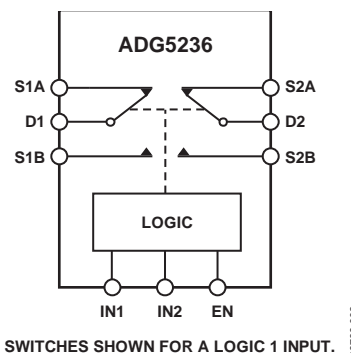 ADG5236
S1A
S2A
D1
D2
S1B
S2B
LOGIC
IN1 IN2 EN
SWITCHES SHOWN FOR A LOGIC 1 INPUT.